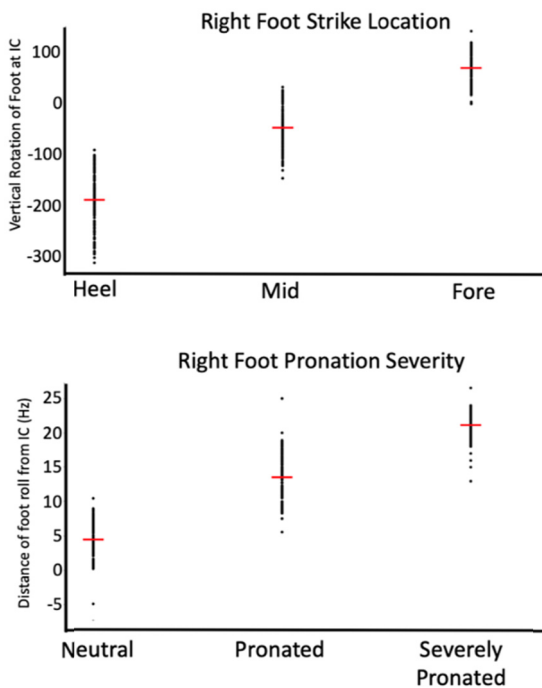 Right Foot Strike Location
Vertical Rotation of Foot at IC
100
0
-100
-200
-300
Heel Mid Fore
Right Foot Pronation Severity
Distance of foot roll from IC (Hz)
25
20
15
10
5
0
-5
Neutral Pronated Severely
Pronated